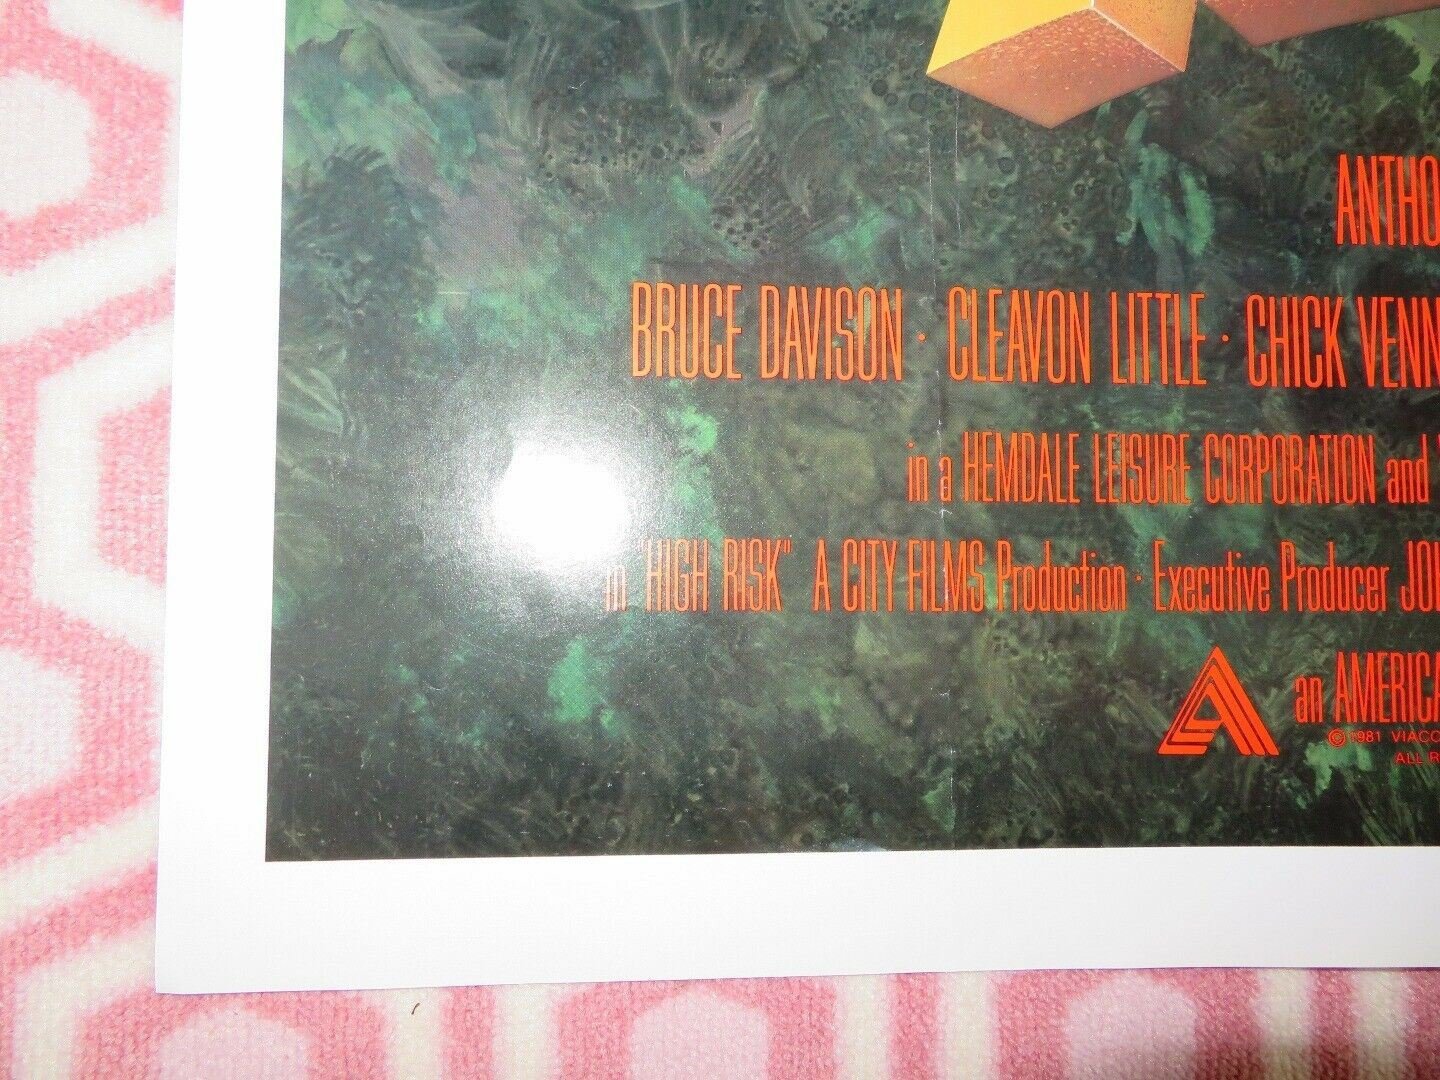 ANTHO
BRUCE DAVISON · CLEAVON LITTLE · CHICK VENN
in a HEMDALE LEISURE CORPORATION and
in "HIGH RISK" A CITY FILMS Production · Executive Producer JO
an AMERICA
©1981 VIACO
ALL R